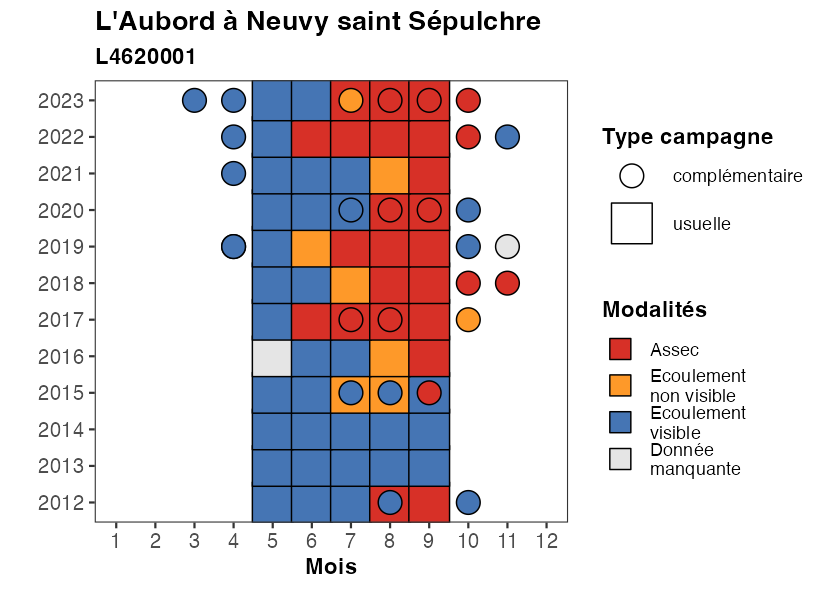 L'Aubord à Neuvy saint Sépulchre
L4620001
2023
2022
2021
2020
2019
2018
2017
2016
2015
2014
2013
2012
1 2 3 4 5 6 7 8 9 10 11 12
Mois
Type campagne
complémentaire
usuelle
Modalités
Assec
Ecoulement
non visible
Ecoulement
visible
Donnée
manquante